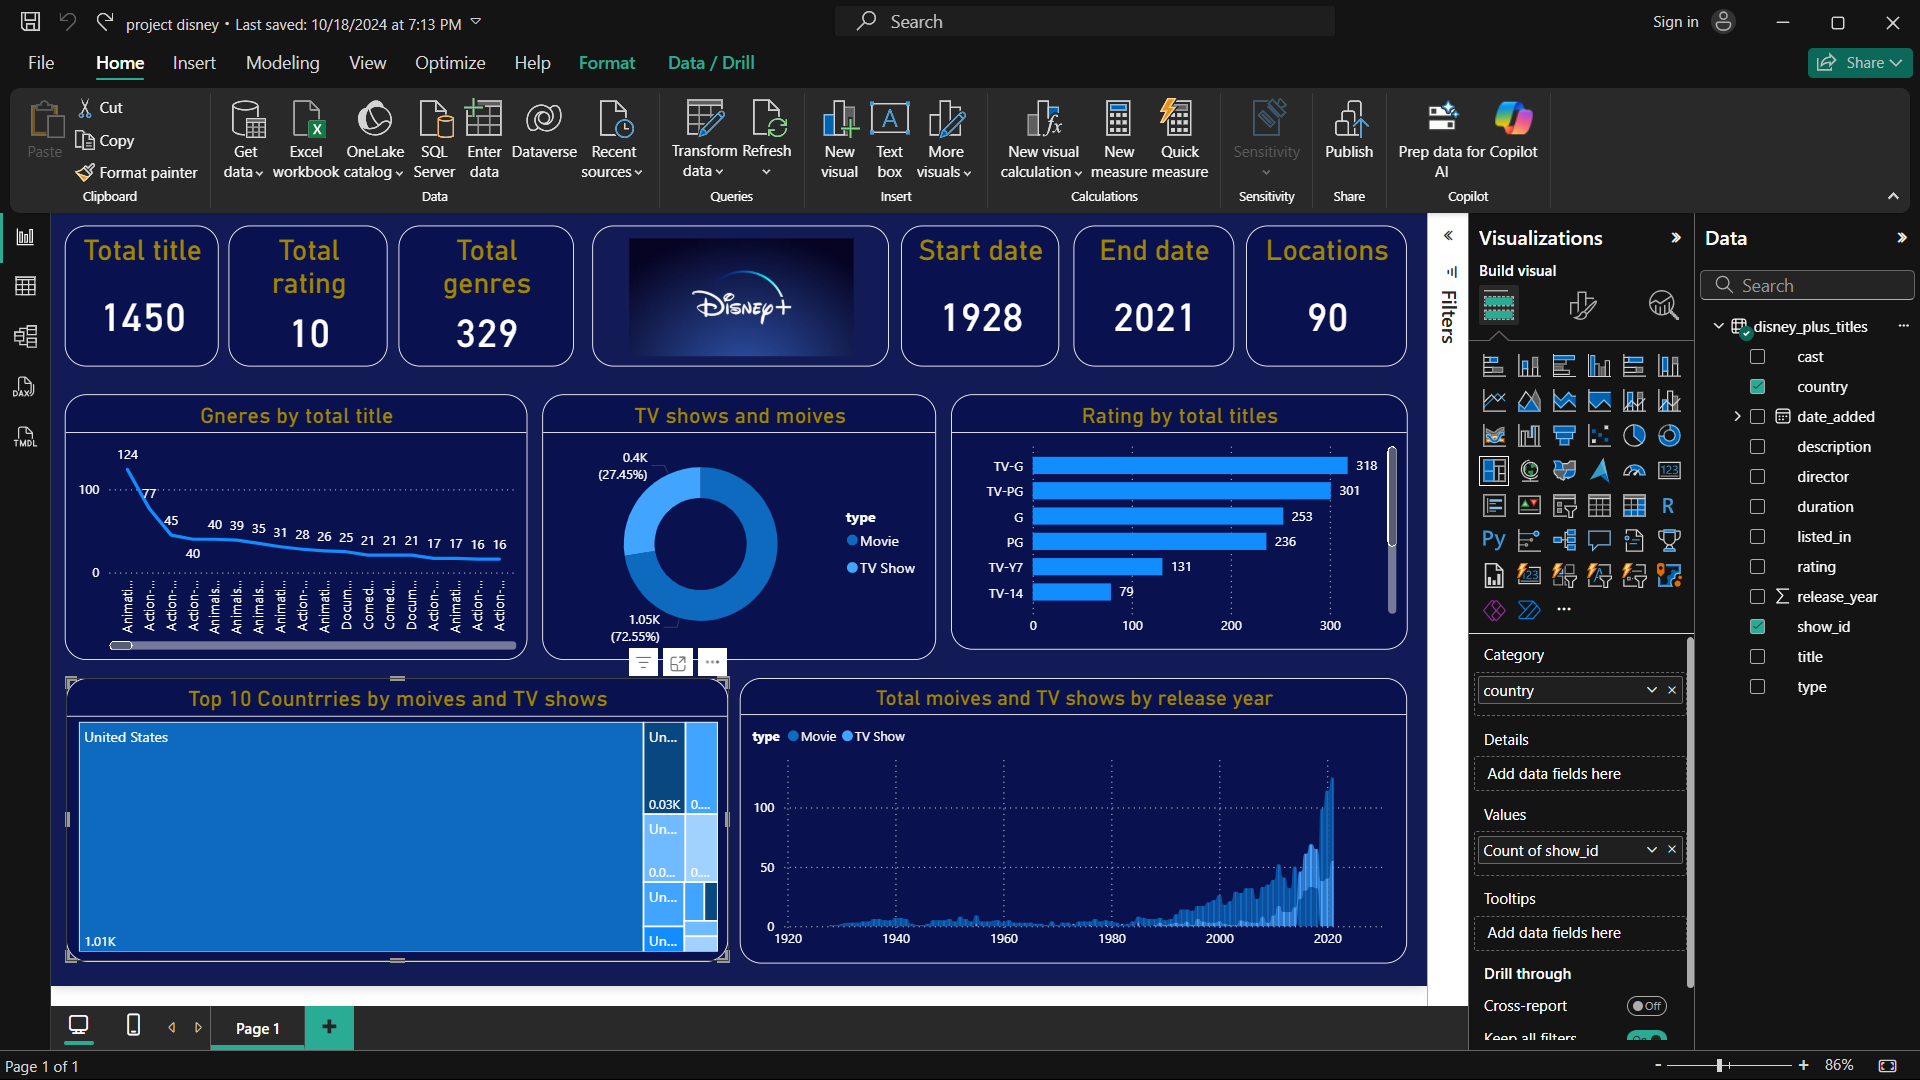 project disney • Last saved: 10/18/2024 at 7:13 PM
Search
Sign in
File
Home
Insert
Modeling
View
Optimize
Help
Format
Data / Drill
Share
Paste
Cut
Copy
Format painter
Clipboard
Get data
Excel workbook
OneLake catalog
SQL Server
Enter data
Dataverse
Recent sources
Data
Transform data
Refresh
Queries
New visual
Text box
More visuals
Insert
New visual calculation
New measure
Quick measure
Calculations
Sensitivity
Sensitivity
Publish
Share
Prep data for AI
Copilot
Copilot
DAX
TMDL
Total title
1450
Total rating
10
Total genres
329
Disney+
Start date
1928
End date
2021
Locations
90
Gneres by total title
124
77
45
40
40
39
35
31
28
26
25
21
21
21
17
17
16
16
100
0
Animati...
Action-...
Action-...
Action-...
Animals...
Animals...
Animals...
Animati...
Action-...
Animati...
Docum...
Comed...
Comed...
Docum...
Action-...
Animati...
Action-...
Action-...
TV shows and moives
0.4K
(27.45%)
1.05K
(72.55%)
type
Movie
TV Show
Rating by total titles
TV-G 318
TV-PG 301
G 253
PG 236
TV-Y7 131
TV-14 79
0 100 200 300
Top 10 Countrries by moives and TV shows
United States
1.01K
Un...
0.03K
0....
Un...
0.0...
0....
Un...
Un...
Total moives and TV shows by release year
type Movie TV Show
100
50
0
1920 1940 1960 1980 2000 2020
Filters
Visualizations
Build visual
123
R
Py
123
Category
country
Details
Add data fields here
Values
Count of show_id
Tooltips
Add data fields here
Drill through
Cross-report
Off
Keep all filters
On
Data
Search
disney_plus_titles
cast
country
date_added
description
director
duration
listed_in
rating
release_year
show_id
title
type
Page 1
Page 1 of 1
86%